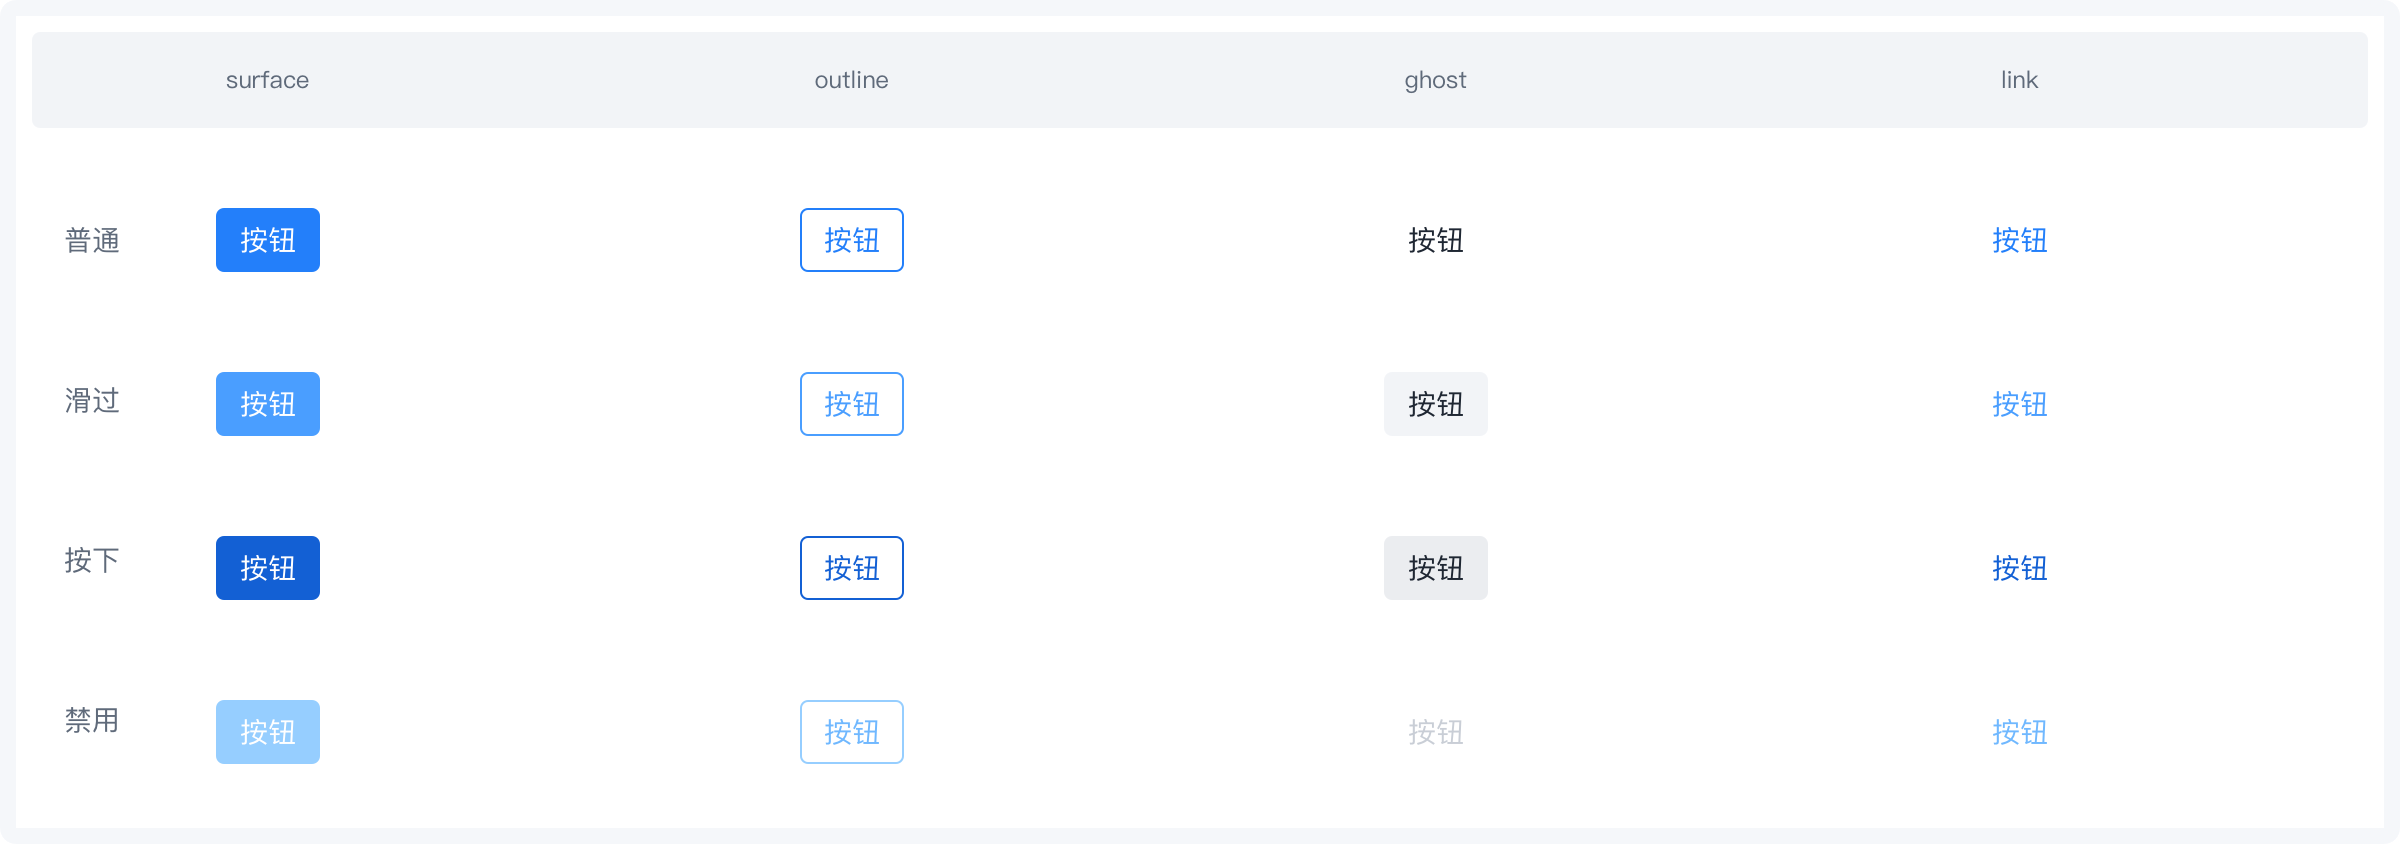 surface outline ghost link
普通 按钮 按钮 按钮 按钮
滑过 按钮 按钮 按钮 按钮
按下 按钮 按钮 按钮 按钮
禁用 按钮 按钮 按钮 按钮